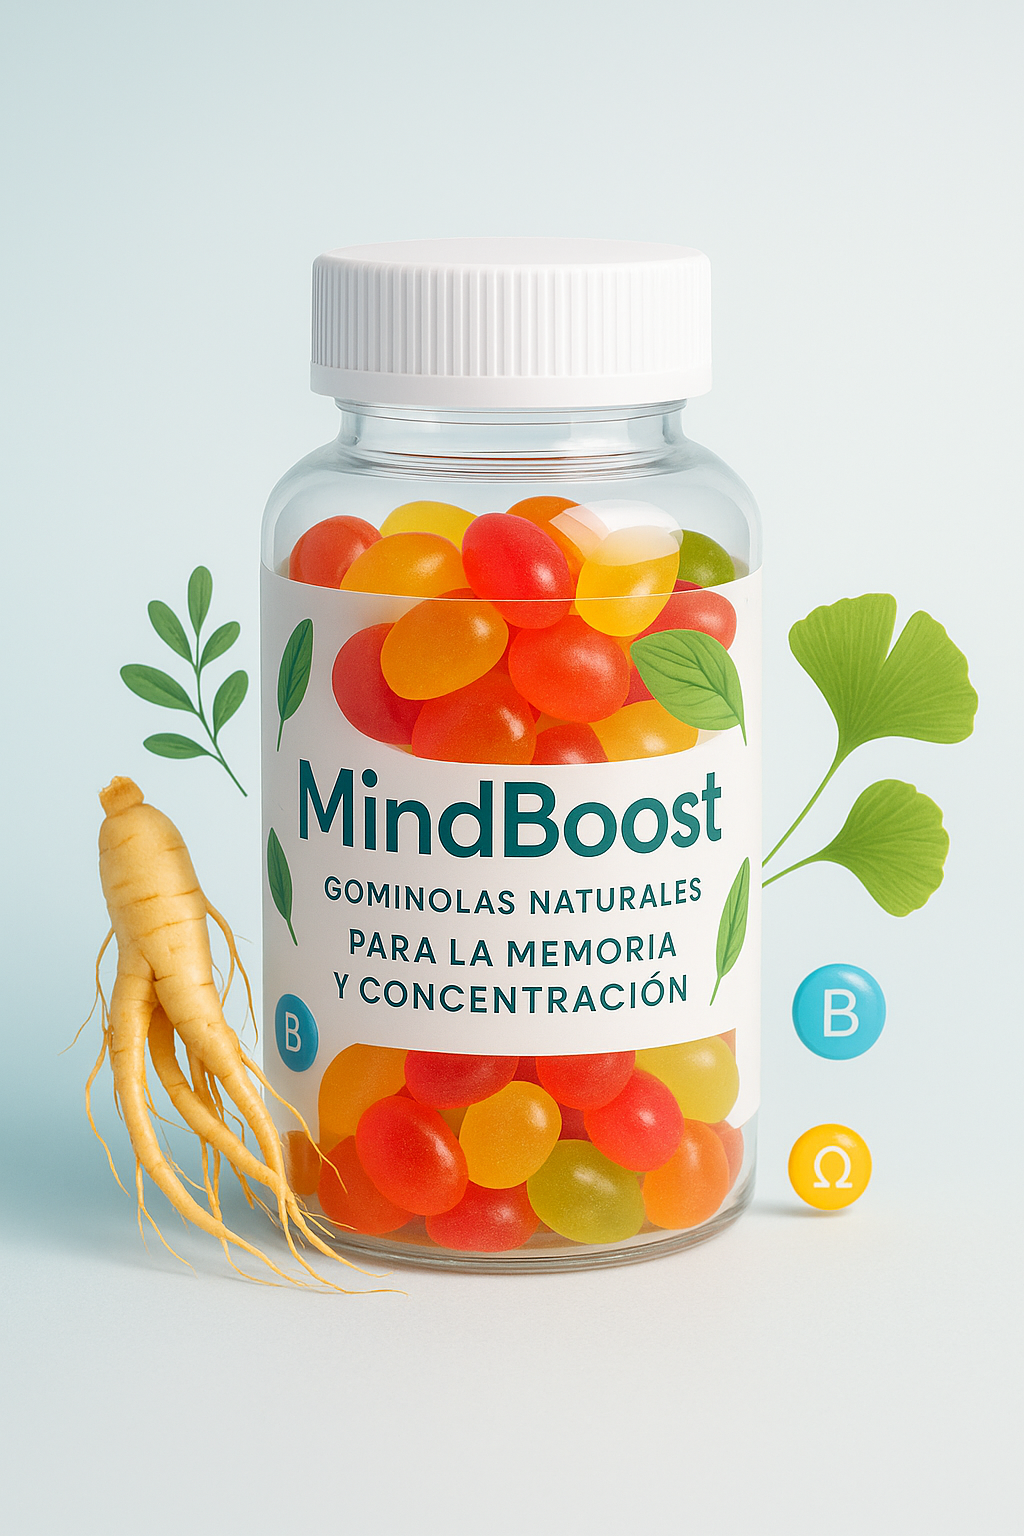 MindBoost
GOMINOLAS NATURALES
PARA LA MEMORIA
Y CONCENTRACIÓN
B
B
Ω